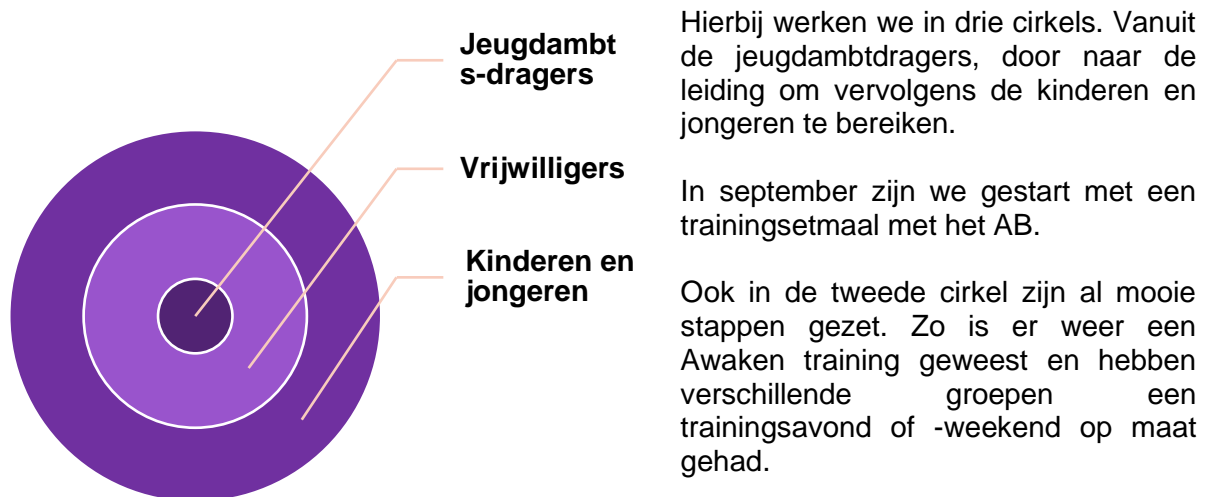 Jeugdambt
s-dragers
Vrijwilligers
Kinderen en
jongeren
Hierbij werken we in drie cirkels. Vanuit
de jeugdambtdragers, door naar de
leiding om vervolgens de kinderen en
jongeren te bereiken.
In september zijn we gestart met een
trainingsetmaal met het AB.
Ook in de tweede cirkel zijn al mooie
stappen gezet. Zo is er weer een
Awaken training geweest en hebben
verschillende groepen een
trainingsavond of -weekend op maat
gehad.